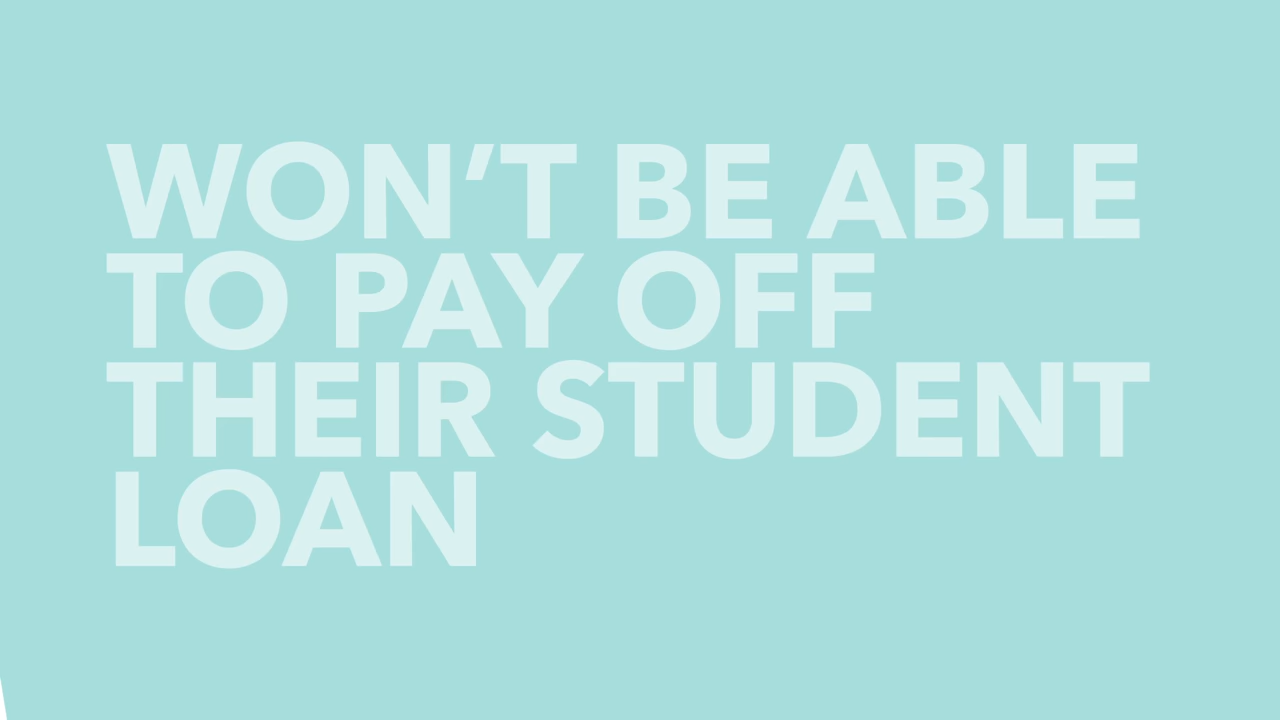 WON’T BE ABLE
TO PAY OFF
THEIR STUDENT
LOAN